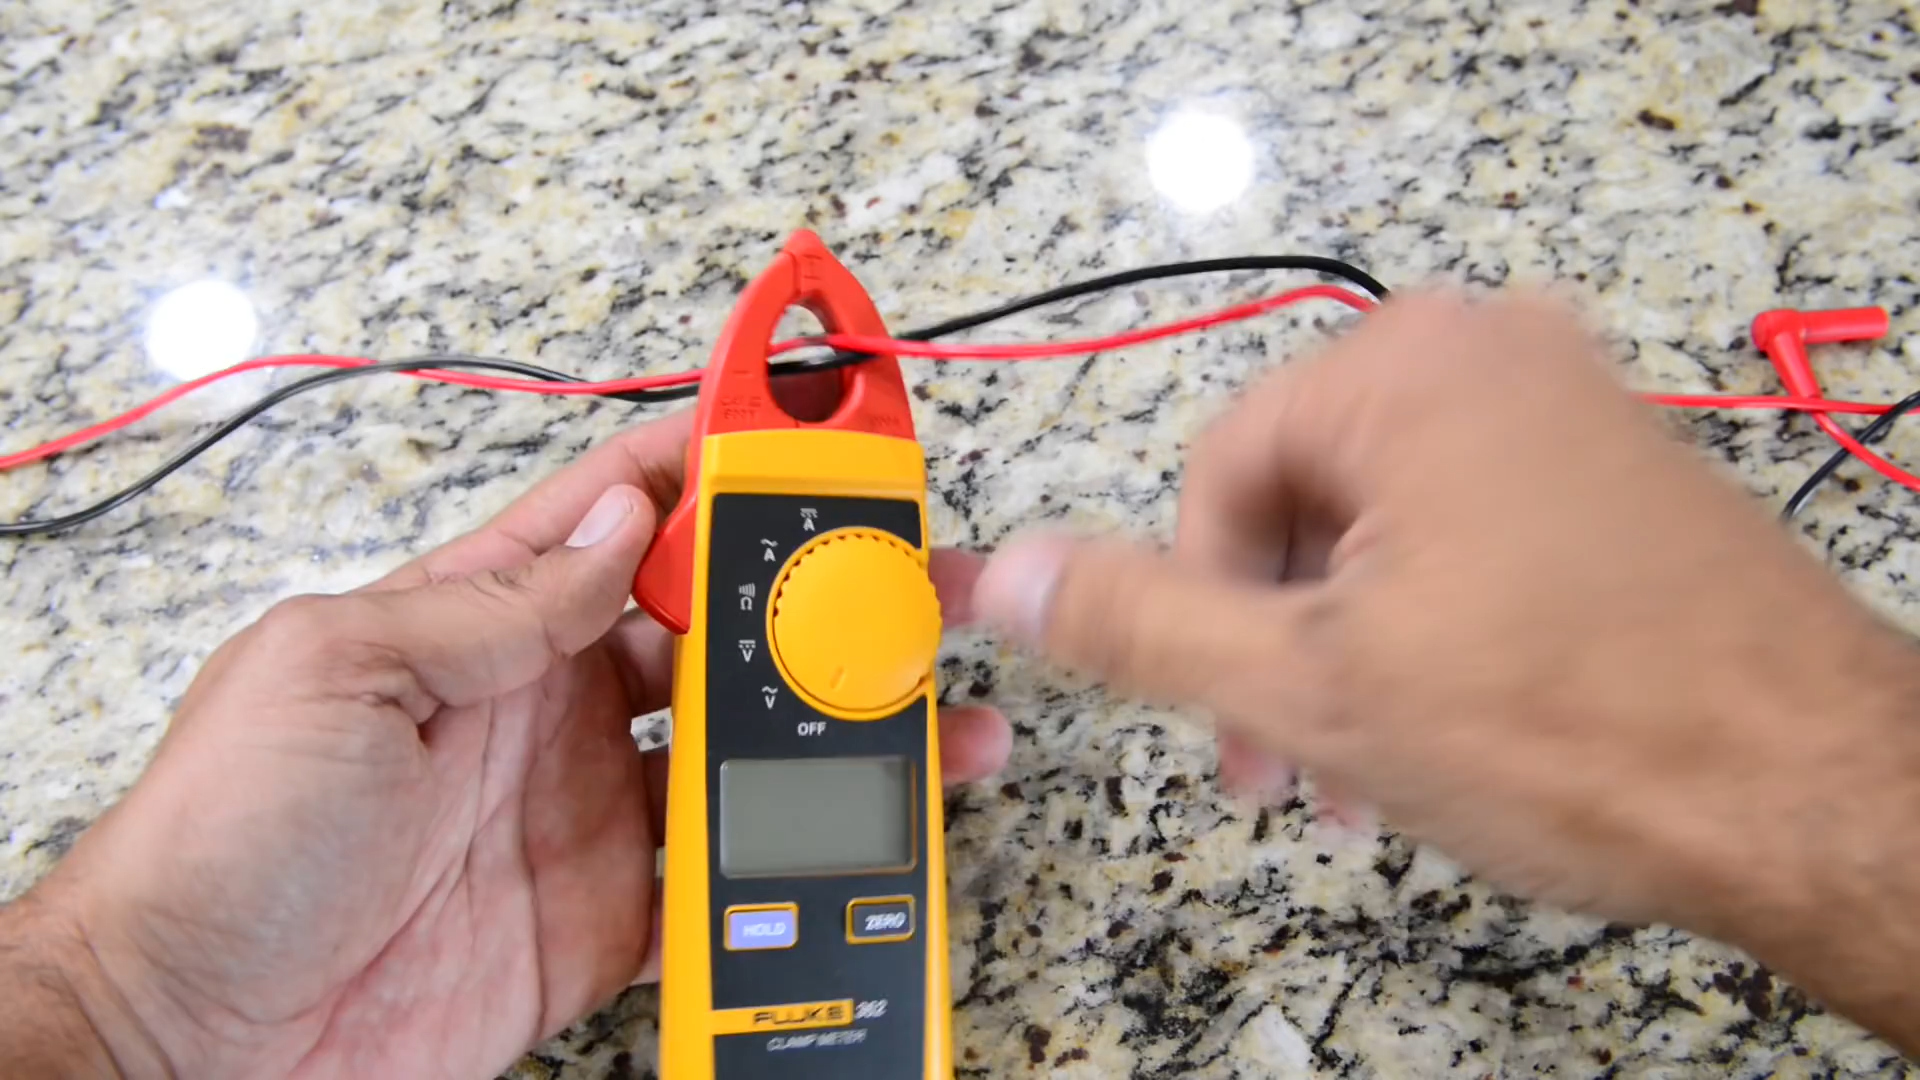 A
A
Ω
V
V
OFF
HOLD ZERO
FLUKE 362
CLAMP METER